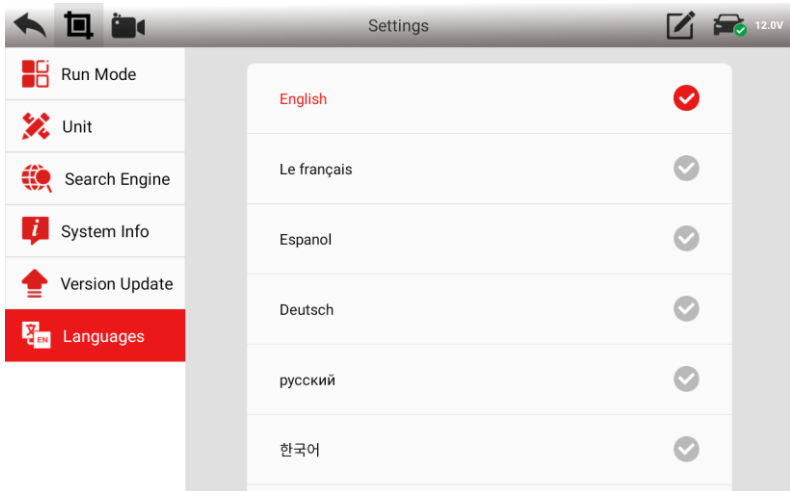 Settings
12.0V
Run Mode
Unit
Search Engine
System Info
Version Update
Languages
English
Le français
Espanol
Deutsch
русский
한국어